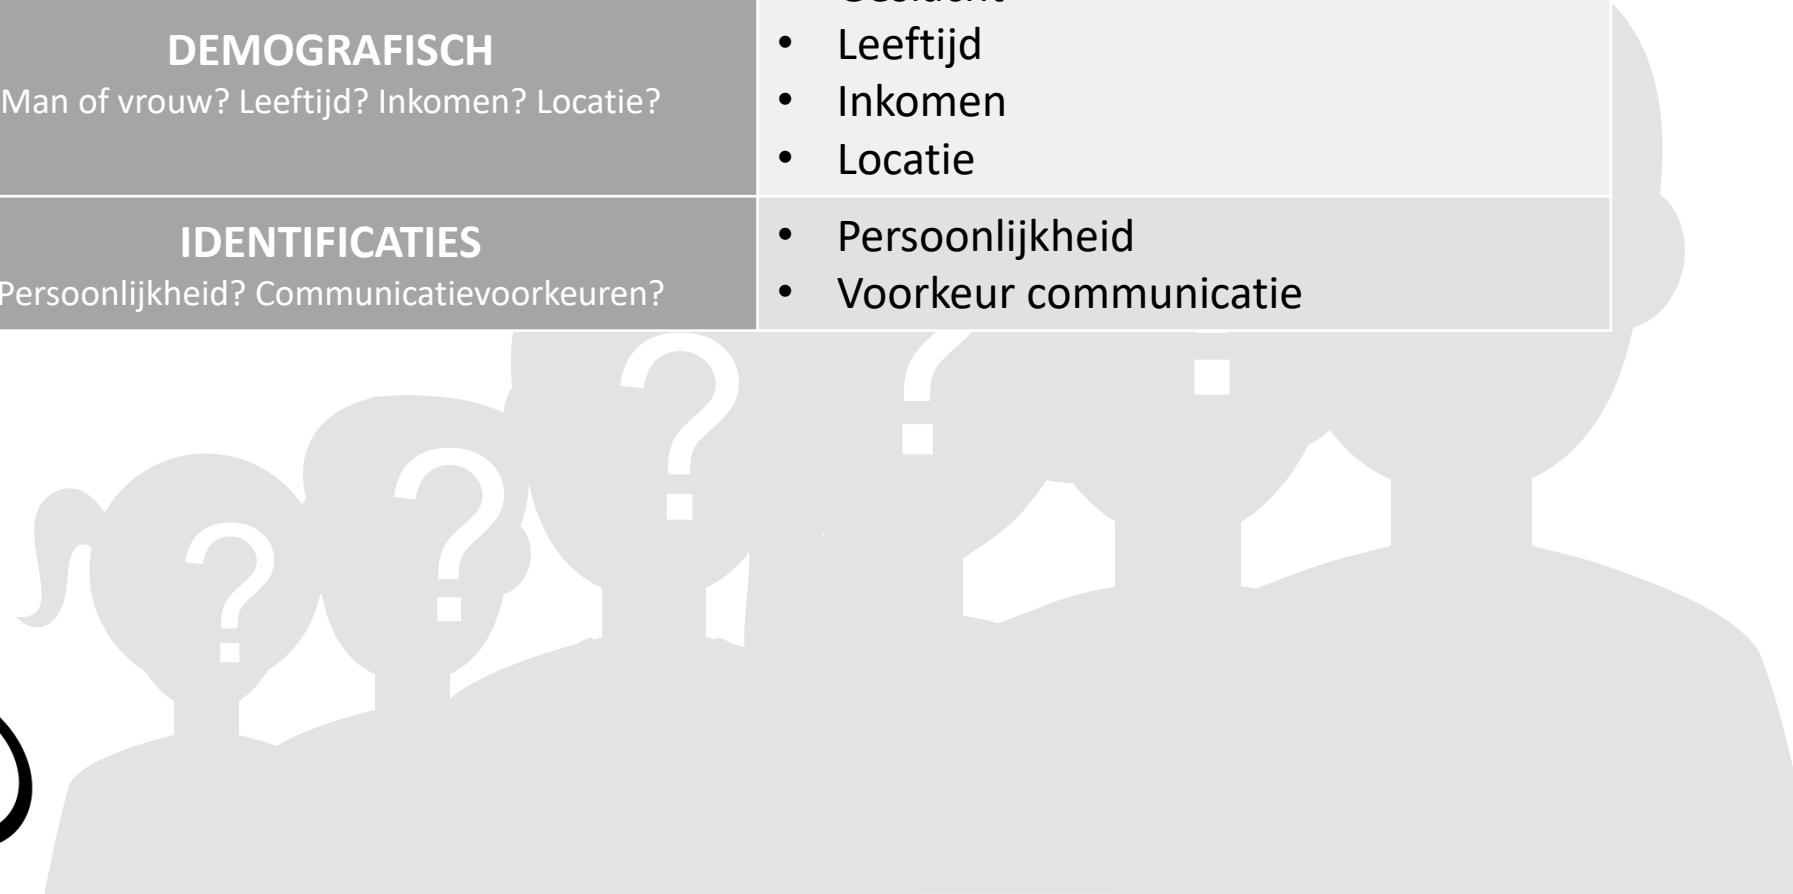 DEMOGRAFISCH
Man of vrouw? Leeftijd? Inkomen? Locatie?
• Leeftijd
• Inkomen
• Locatie
IDENTIFICATIES
Persoonlijkheid? Communicatievoorkeuren?
• Persoonlijkheid
• Voorkeur communicatie
? ? ? ?